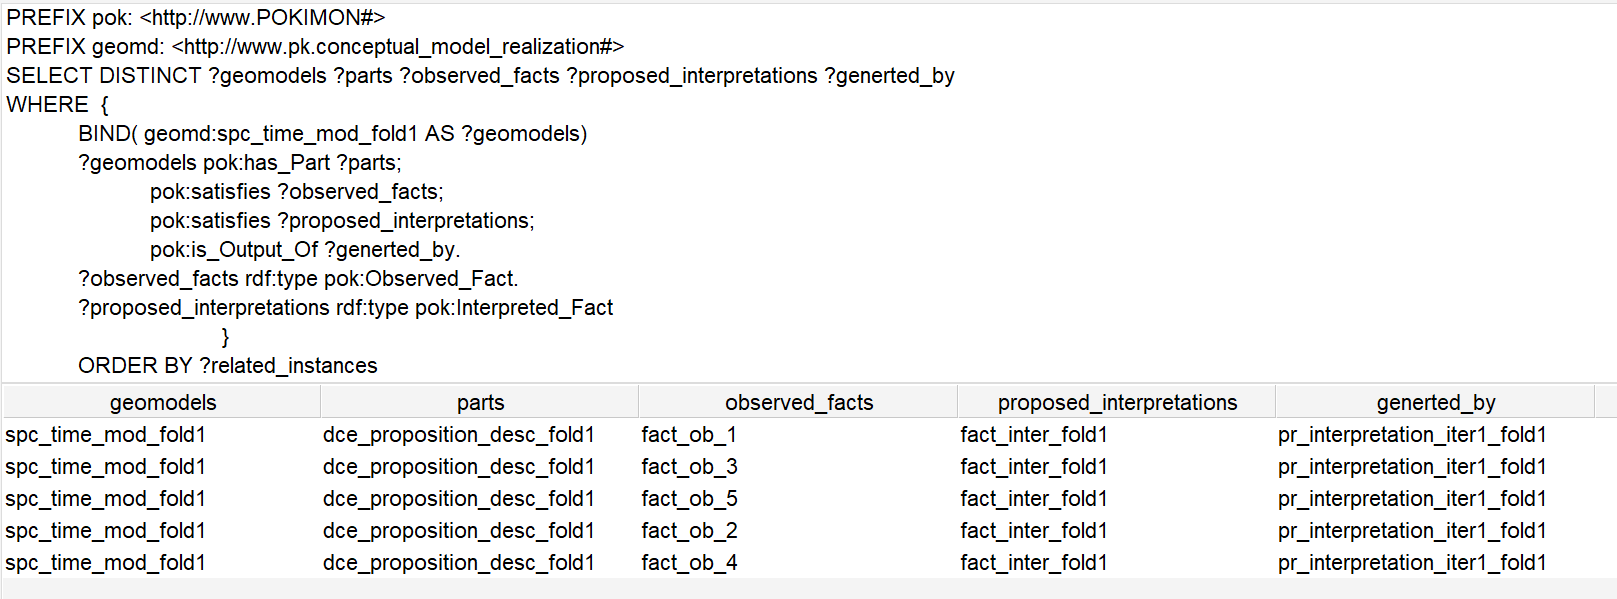 PREFIX pok: <http://www.POKIMON#>
PREFIX geomd: <http://www.pk.conceptual_model_realization#>
SELECT DISTINCT ?geomodels ?parts ?observed_facts ?proposed_interpretations ?generted_by
WHERE {
BIND( geomd:spc_time_mod_fold1 AS ?geomodels)
?geomodels pok:has_Part ?parts;
pok:satisfies ?observed_facts;
pok:satisfies ?proposed_interpretations;
pok:is_Output_Of ?generted_by.
?observed_facts rdf:type pok:Observed_Fact.
?proposed_interpretations rdf:type pok:Interpreted_Fact
}
ORDER BY ?related_instances
geomodels parts observed_facts proposed_interpretations generted_by
spc_time_mod_fold1 dce_proposition_desc_fold1 fact_ob_1 fact_inter_fold1 pr_interpretation_iter1_fold1
spc_time_mod_fold1 dce_proposition_desc_fold1 fact_ob_3 fact_inter_fold1 pr_interpretation_iter1_fold1
spc_time_mod_fold1 dce_proposition_desc_fold1 fact_ob_5 fact_inter_fold1 pr_interpretation_iter1_fold1
spc_time_mod_fold1 dce_proposition_desc_fold1 fact_ob_2 fact_inter_fold1 pr_interpretation_iter1_fold1
spc_time_mod_fold1 dce_proposition_desc_fold1 fact_ob_4 fact_inter_fold1 pr_interpretation_iter1_fold1